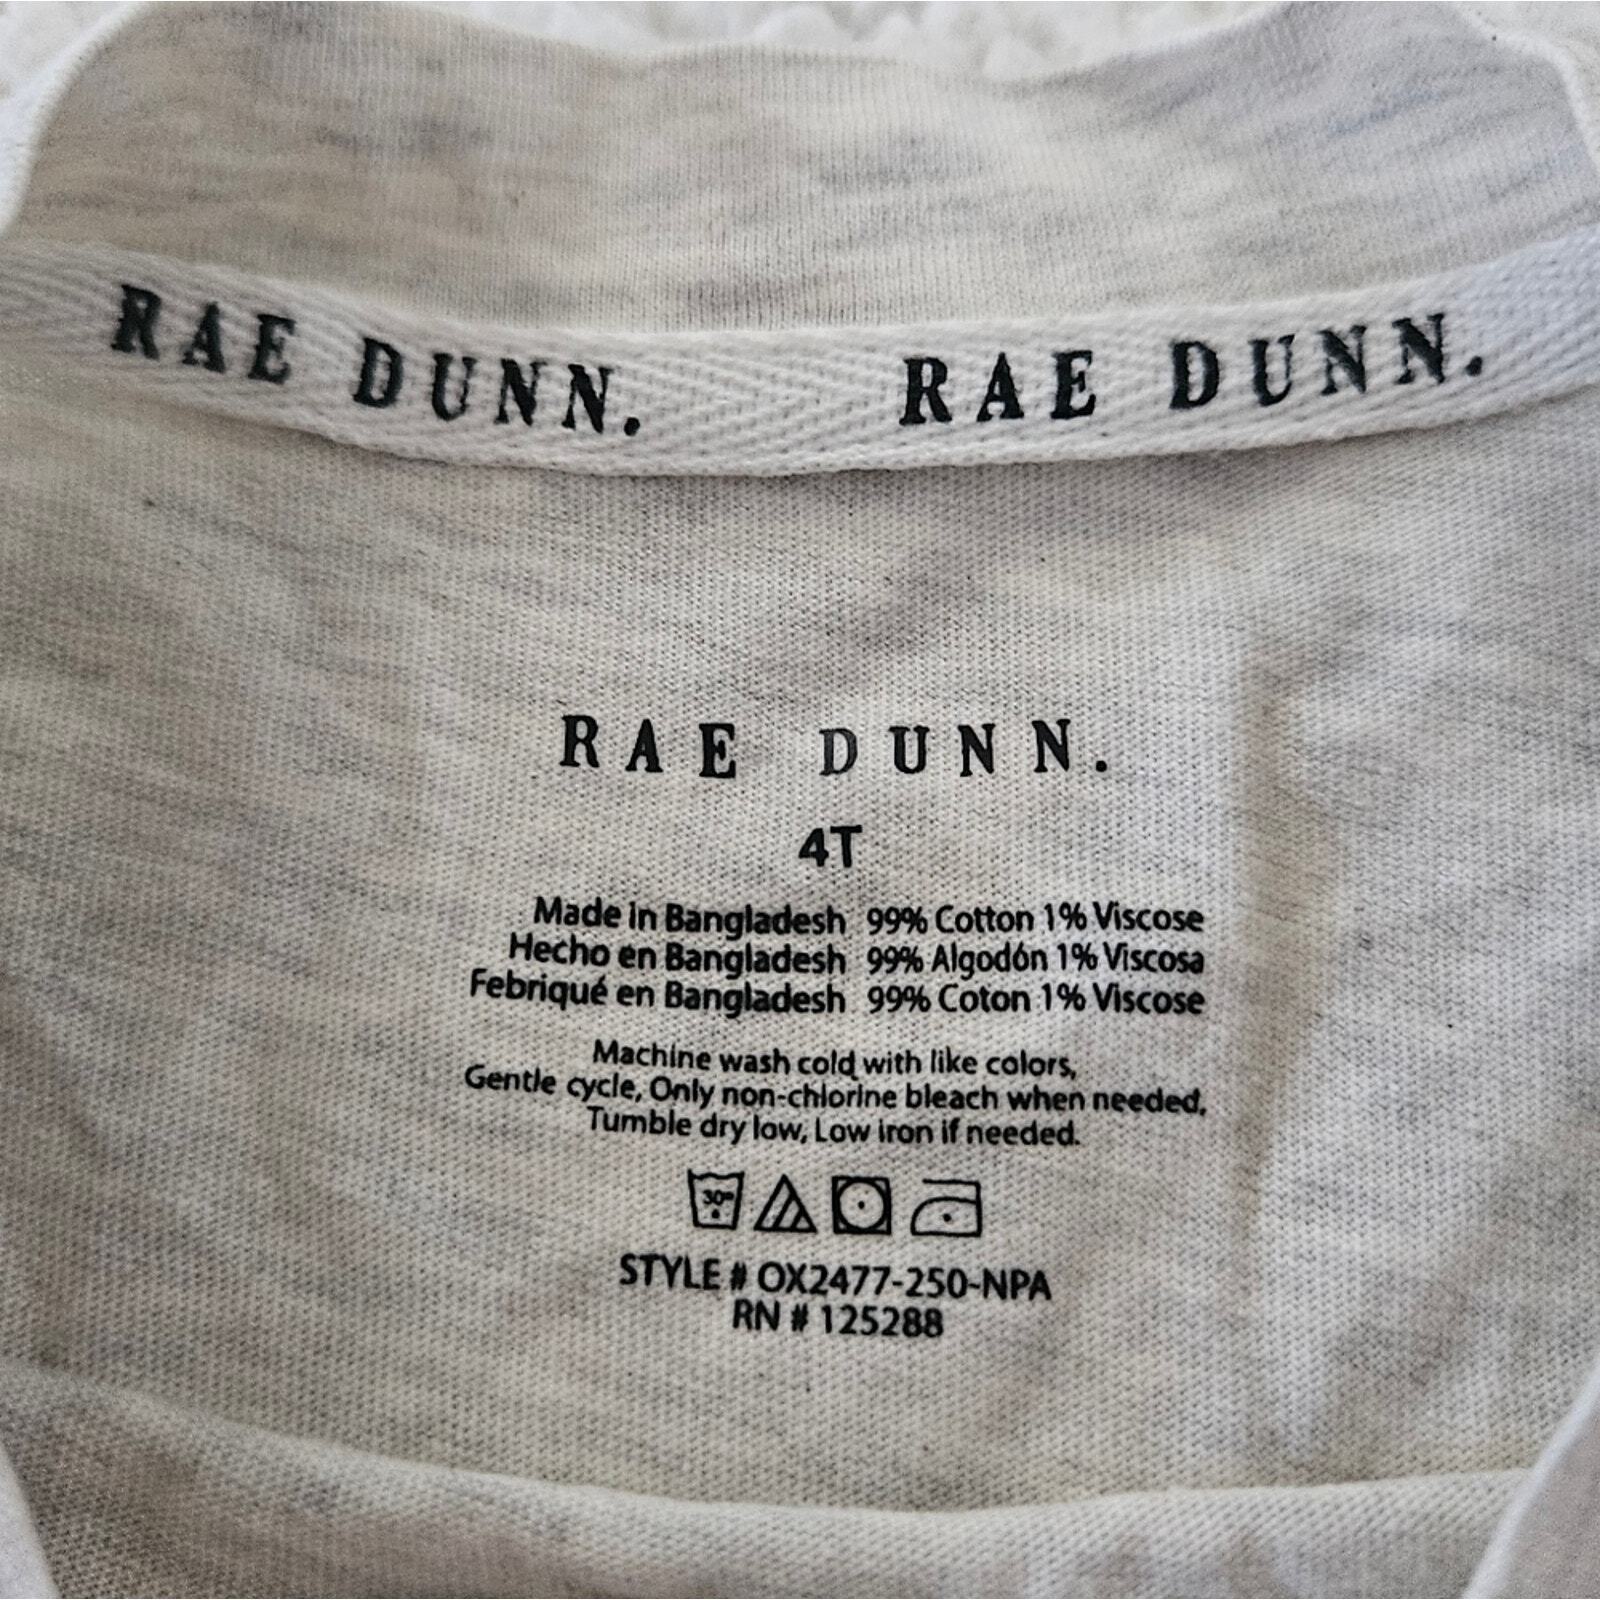 RAE DUNN. RAE DUNN.
RAE DUNN.
4T
Made in Bangladesh 99% Cotton 1% Viscose
Hecho en Bangladesh 99% Algodón 1% Viscosa
Febriqué en Bangladesh 99% Coton 1% Viscose
Machine wash cold with like colors,
Gentle cycle, Only non-chlorine bleach when needed,
Tumble dry low, Low iron if needed.
30°
STYLE # OX2477-250-NPA
RN # 125288